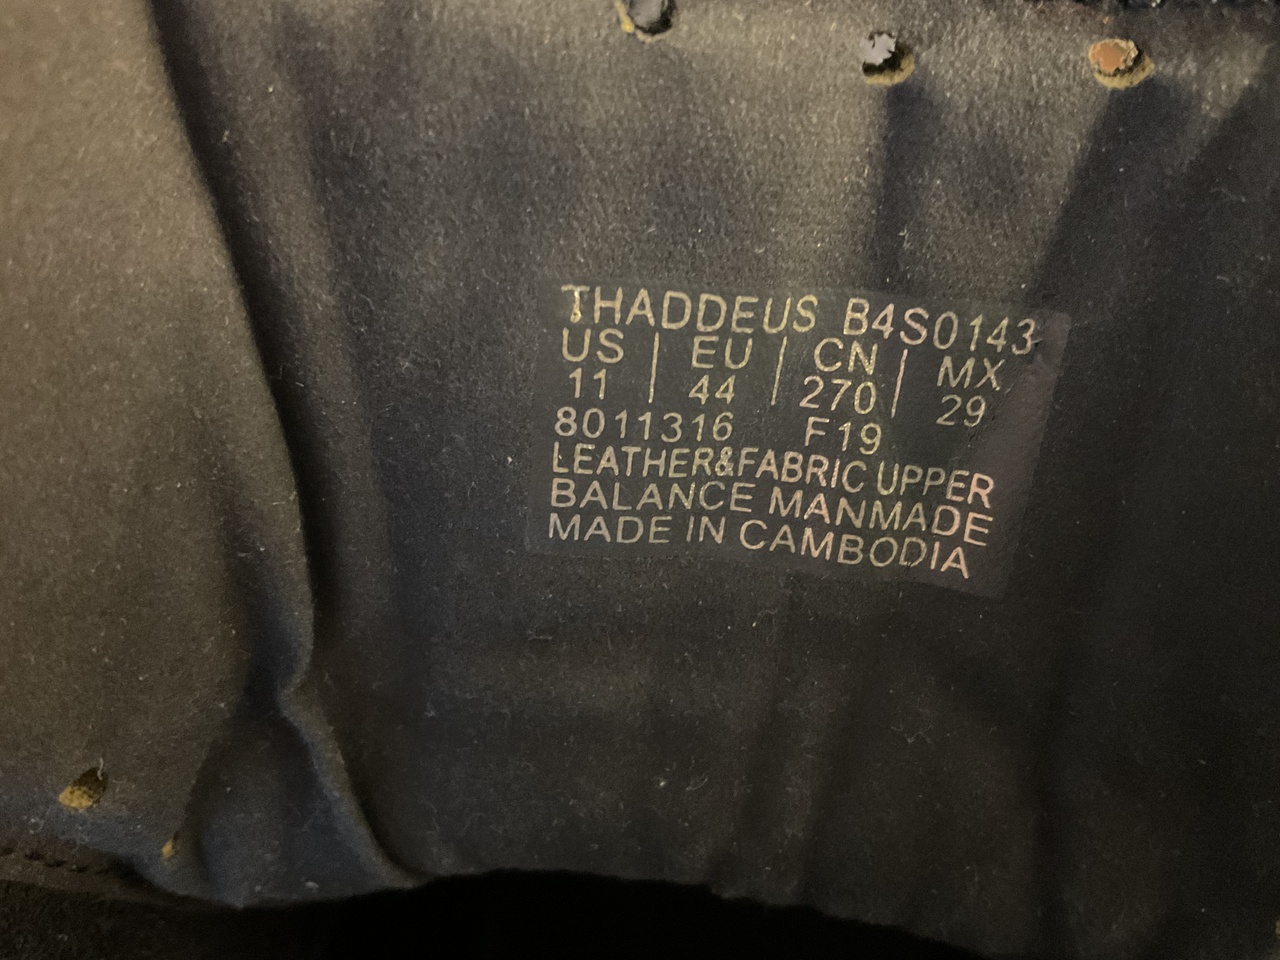 THADDEUS B4S0143
US | EU | CN | MX
11 | 44 | 270 | 29
8011316 F19
LEATHER&FABRIC UPPER
BALANCE MANMADE
MADE IN CAMBODIA